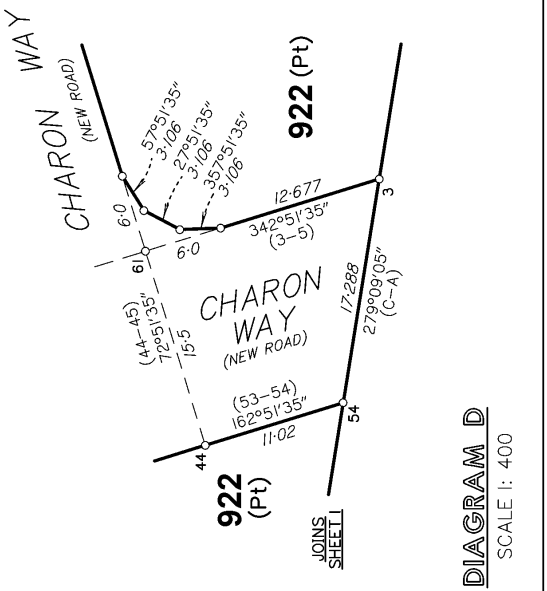 CHARON WAY
(NEW ROAD)
57°51'35"
3·106
27°51'35"
3·106
357°51'35"
3·106
6·0
61
6·0
922 (Pt)
12·677
342°51'35"
(3-5)
3
(44-45)
72°51'35"
15·5
CHARON
WAY
(NEW ROAD)
17·288
279°09'05"
(C-A)
(53-54)
162°51'35"
11·02
44
54
922
(Pt)
JOINS
SHEET 1
DIAGRAM D
SCALE 1: 400